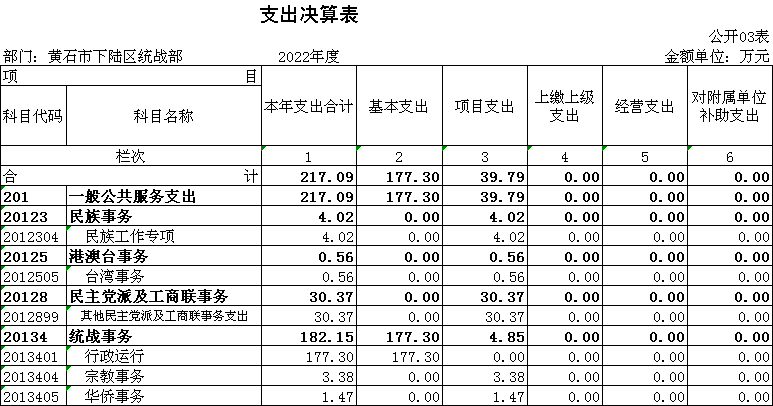 支出决算表
公开03表
部门：黄石市下陆区统战部 2022年度 金额单位：万元
项 目 本年支出合计 基本支出 项目支出 上缴上级支出 经营支出 对附属单位补助支出
科目代码 科目名称
栏次 1 2 3 4 5 6
合 计 217.09 177.30 39.79 0.00 0.00 0.00
201 一般公共服务支出 217.09 177.30 39.79 0.00 0.00 0.00
20123 民族事务 4.02 0.00 4.02 0.00 0.00 0.00
2012304 民族工作专项 4.02 0.00 4.02 0.00 0.00 0.00
20125 港澳台事务 0.56 0.00 0.56 0.00 0.00 0.00
2012505 台湾事务 0.56 0.00 0.56 0.00 0.00 0.00
20128 民主党派及工商联事务 30.37 0.00 30.37 0.00 0.00 0.00
2012899 其他民主党派及工商联事务支出 30.37 0.00 30.37 0.00 0.00 0.00
20134 统战事务 182.15 177.30 4.85 0.00 0.00 0.00
2013401 行政运行 177.30 177.30 0.00 0.00 0.00 0.00
2013404 宗教事务 3.38 0.00 3.38 0.00 0.00 0.00
2013405 华侨事务 1.47 0.00 1.47 0.00 0.00 0.00